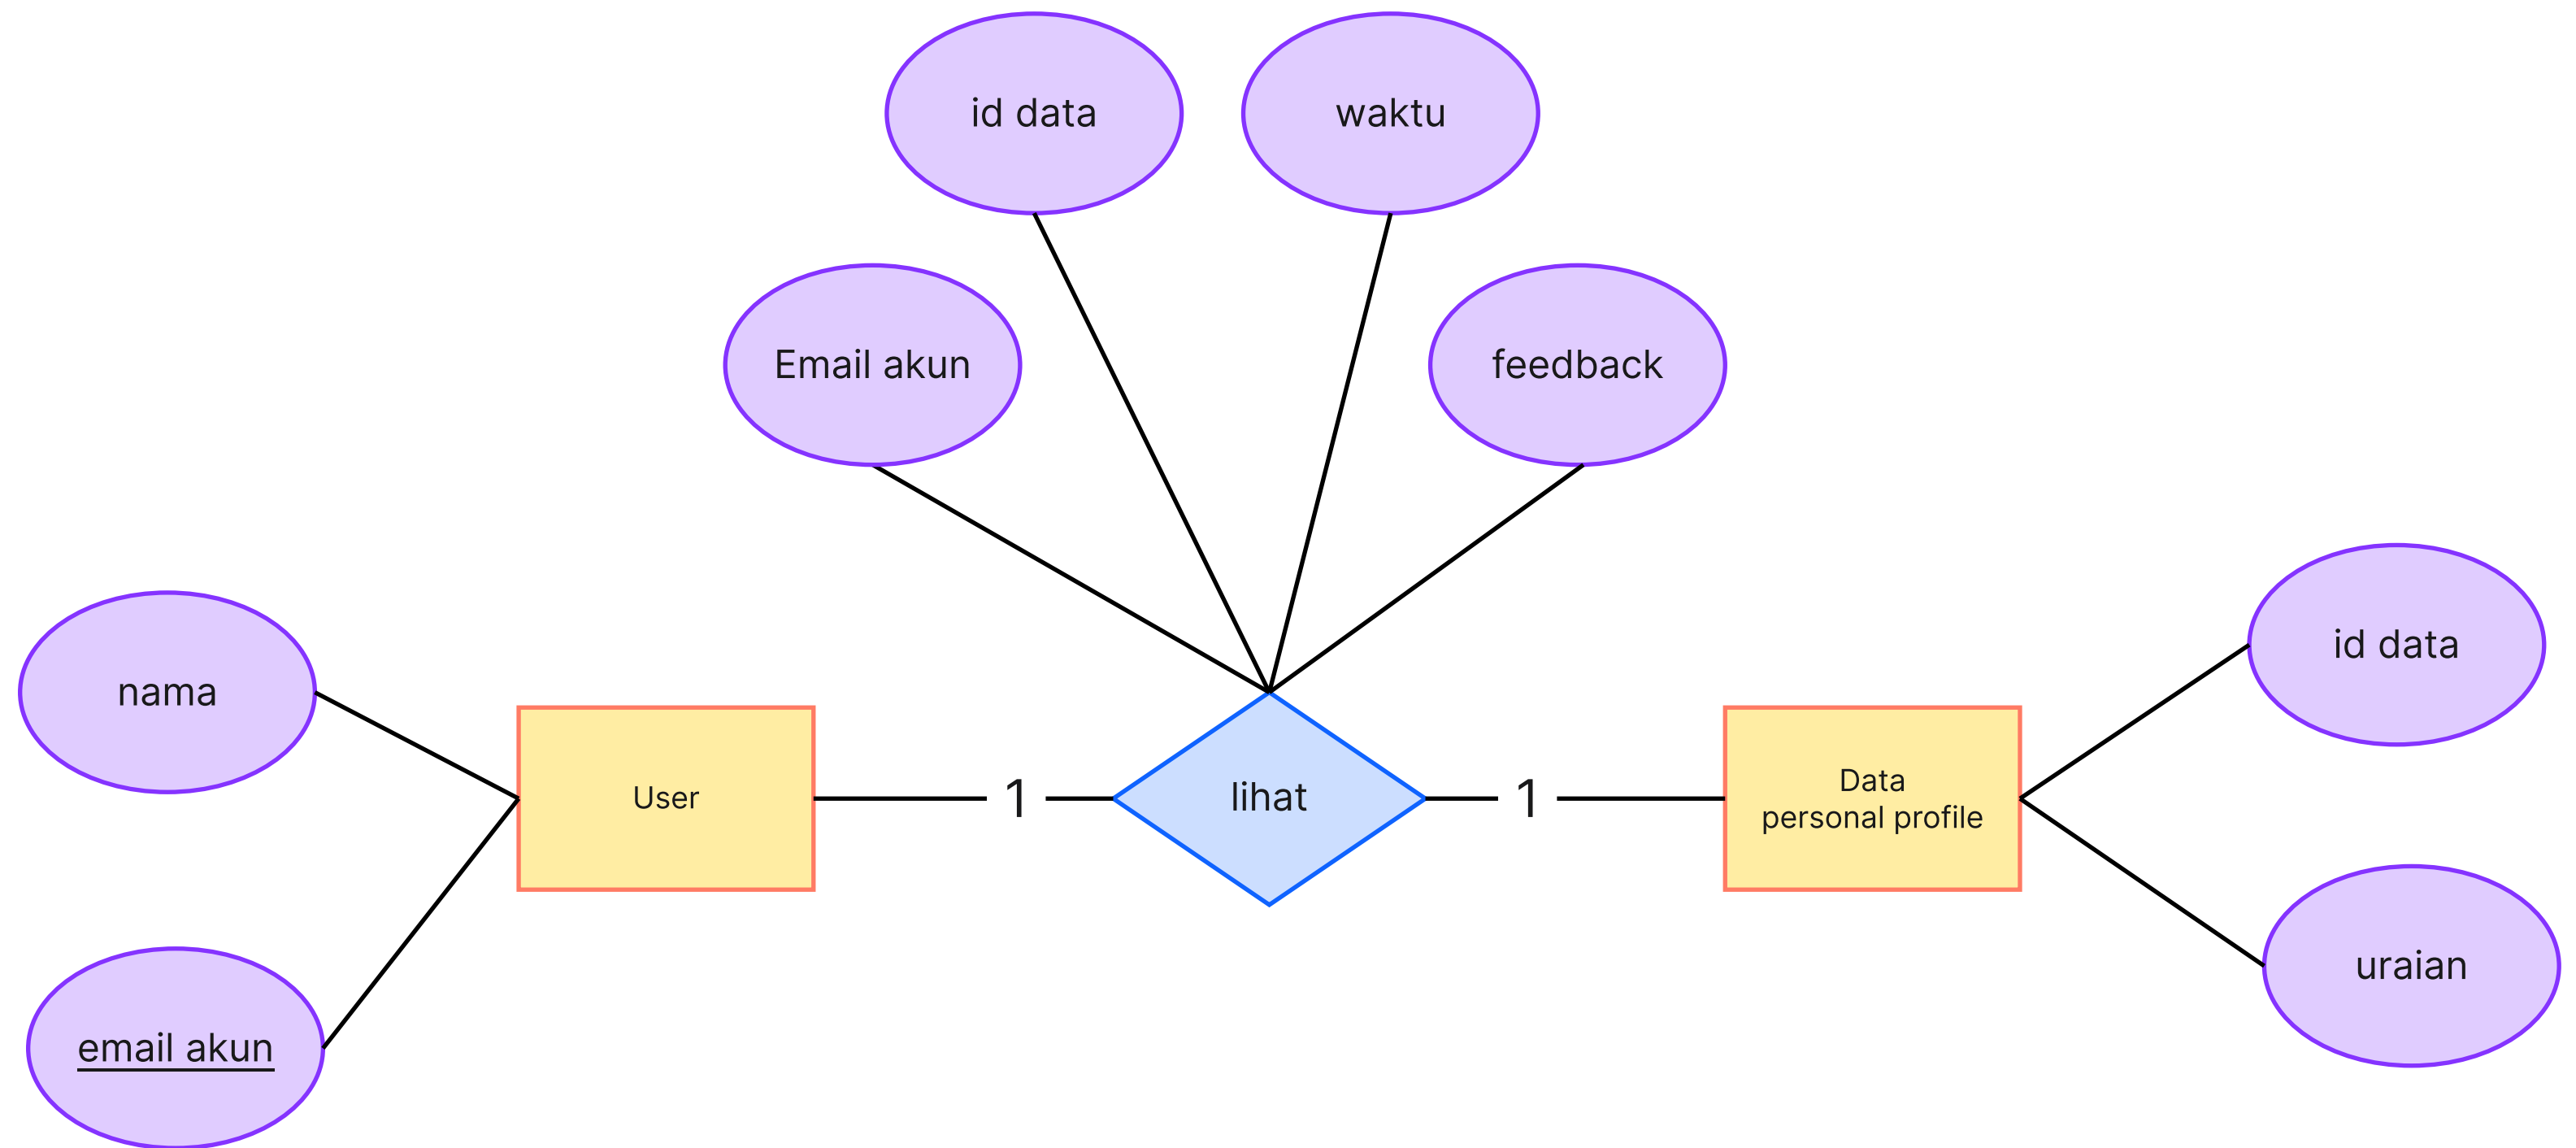 id data
waktu
Email akun
feedback
nama
id data
User
1
lihat
1
Data
personal profile
uraian
email akun